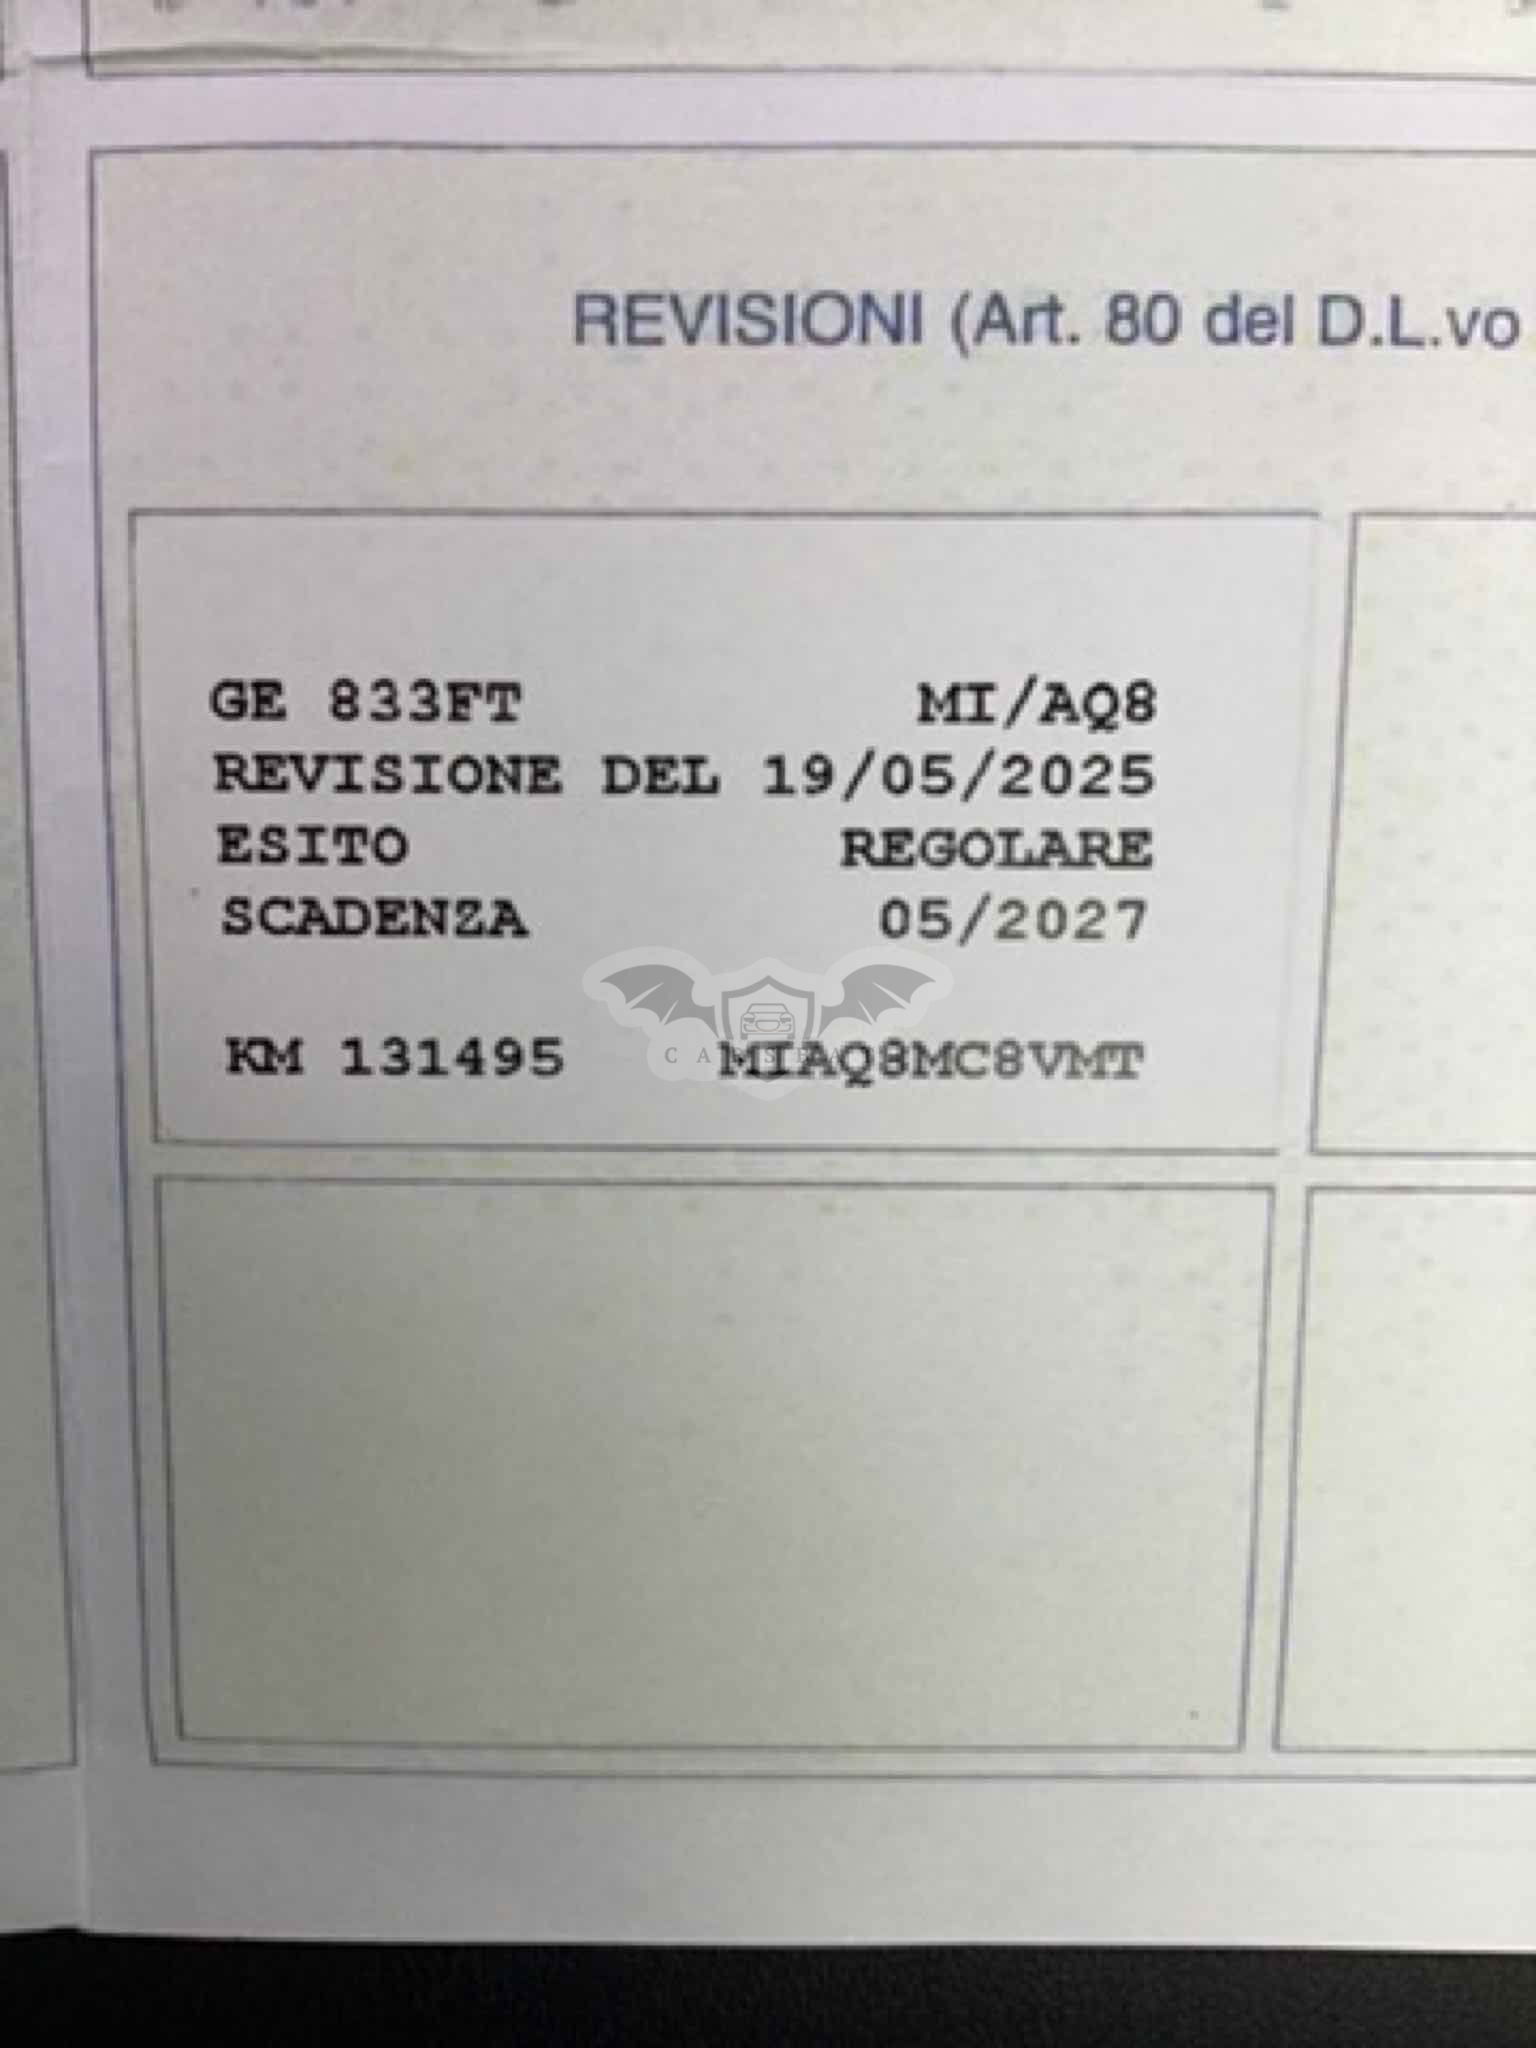 REVISIONI (Art. 80 del D.L.vo
GE 833FT MI/AQ8
REVISIONE DEL 19/05/2025
ESITO REGOLARE
SCADENZA 05/2027
KM 131495 MIAQ8MC8VMT